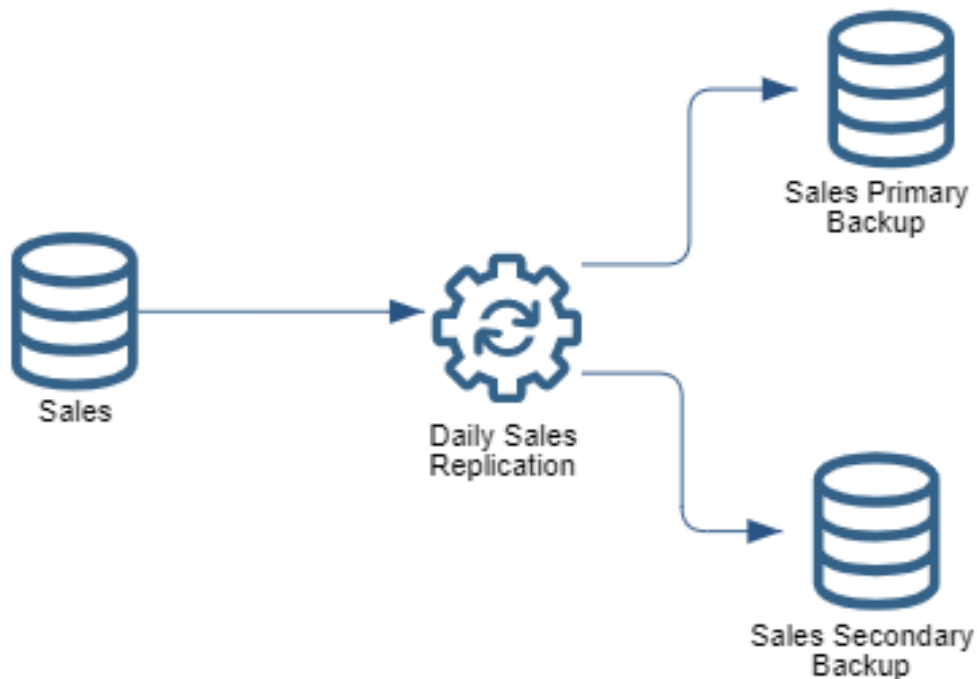 Sales
Daily Sales
Replication
Sales Primary
Backup
Sales Secondary
Backup